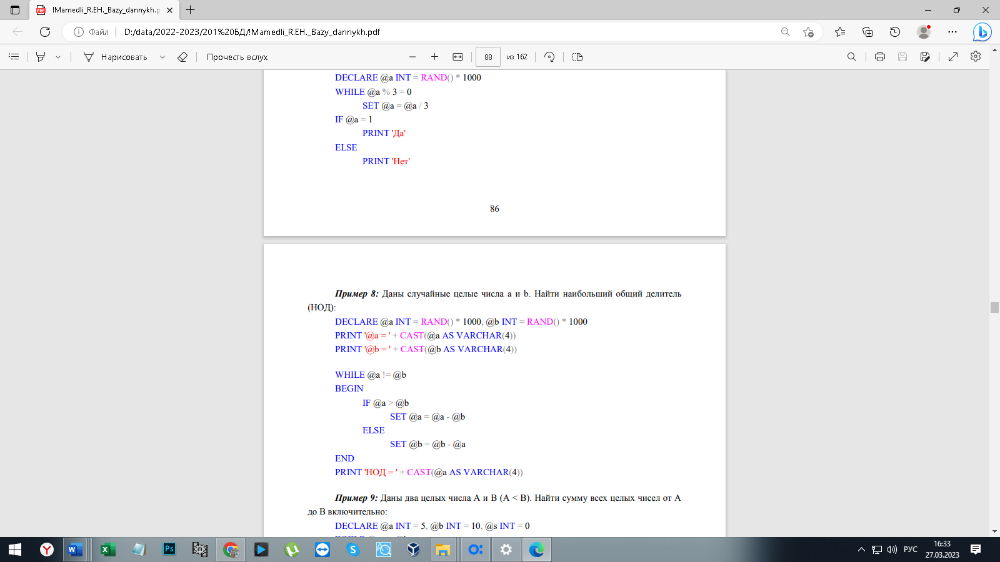 !Mamedli_R.EH._Bazy_dannykh.p
Файл
D:/data/2022-2023/201%20БД/!Mamedli_R.EH._Bazy_dannykh.pdf
Нарисовать
Прочесть вслух
88
из 162
DECLARE @a INT = RAND() * 1000
WHILE @a % 3 = 0
SET @a = @a / 3
IF @a = 1
PRINT 'Да'
ELSE
PRINT 'Нет'
86
Пример 8: Даны случайные целые числа a и b. Найти наибольший общий делитель
(НОД):
DECLARE @a INT = RAND() * 1000, @b INT = RAND() * 1000
PRINT '@a = ' + CAST(@a AS VARCHAR(4))
PRINT '@b = ' + CAST(@b AS VARCHAR(4))
WHILE @a != @b
BEGIN
IF @a > @b
SET @a = @a - @b
ELSE
SET @b = @b - @a
END
PRINT 'НОД = ' + CAST(@a AS VARCHAR(4))
Пример 9: Даны два целых числа A и B (A < B). Найти сумму всех целых чисел от A
до B включительно:
DECLARE @a INT = 5, @b INT = 10, @s INT = 0
РУС
16:33
27.03.2023